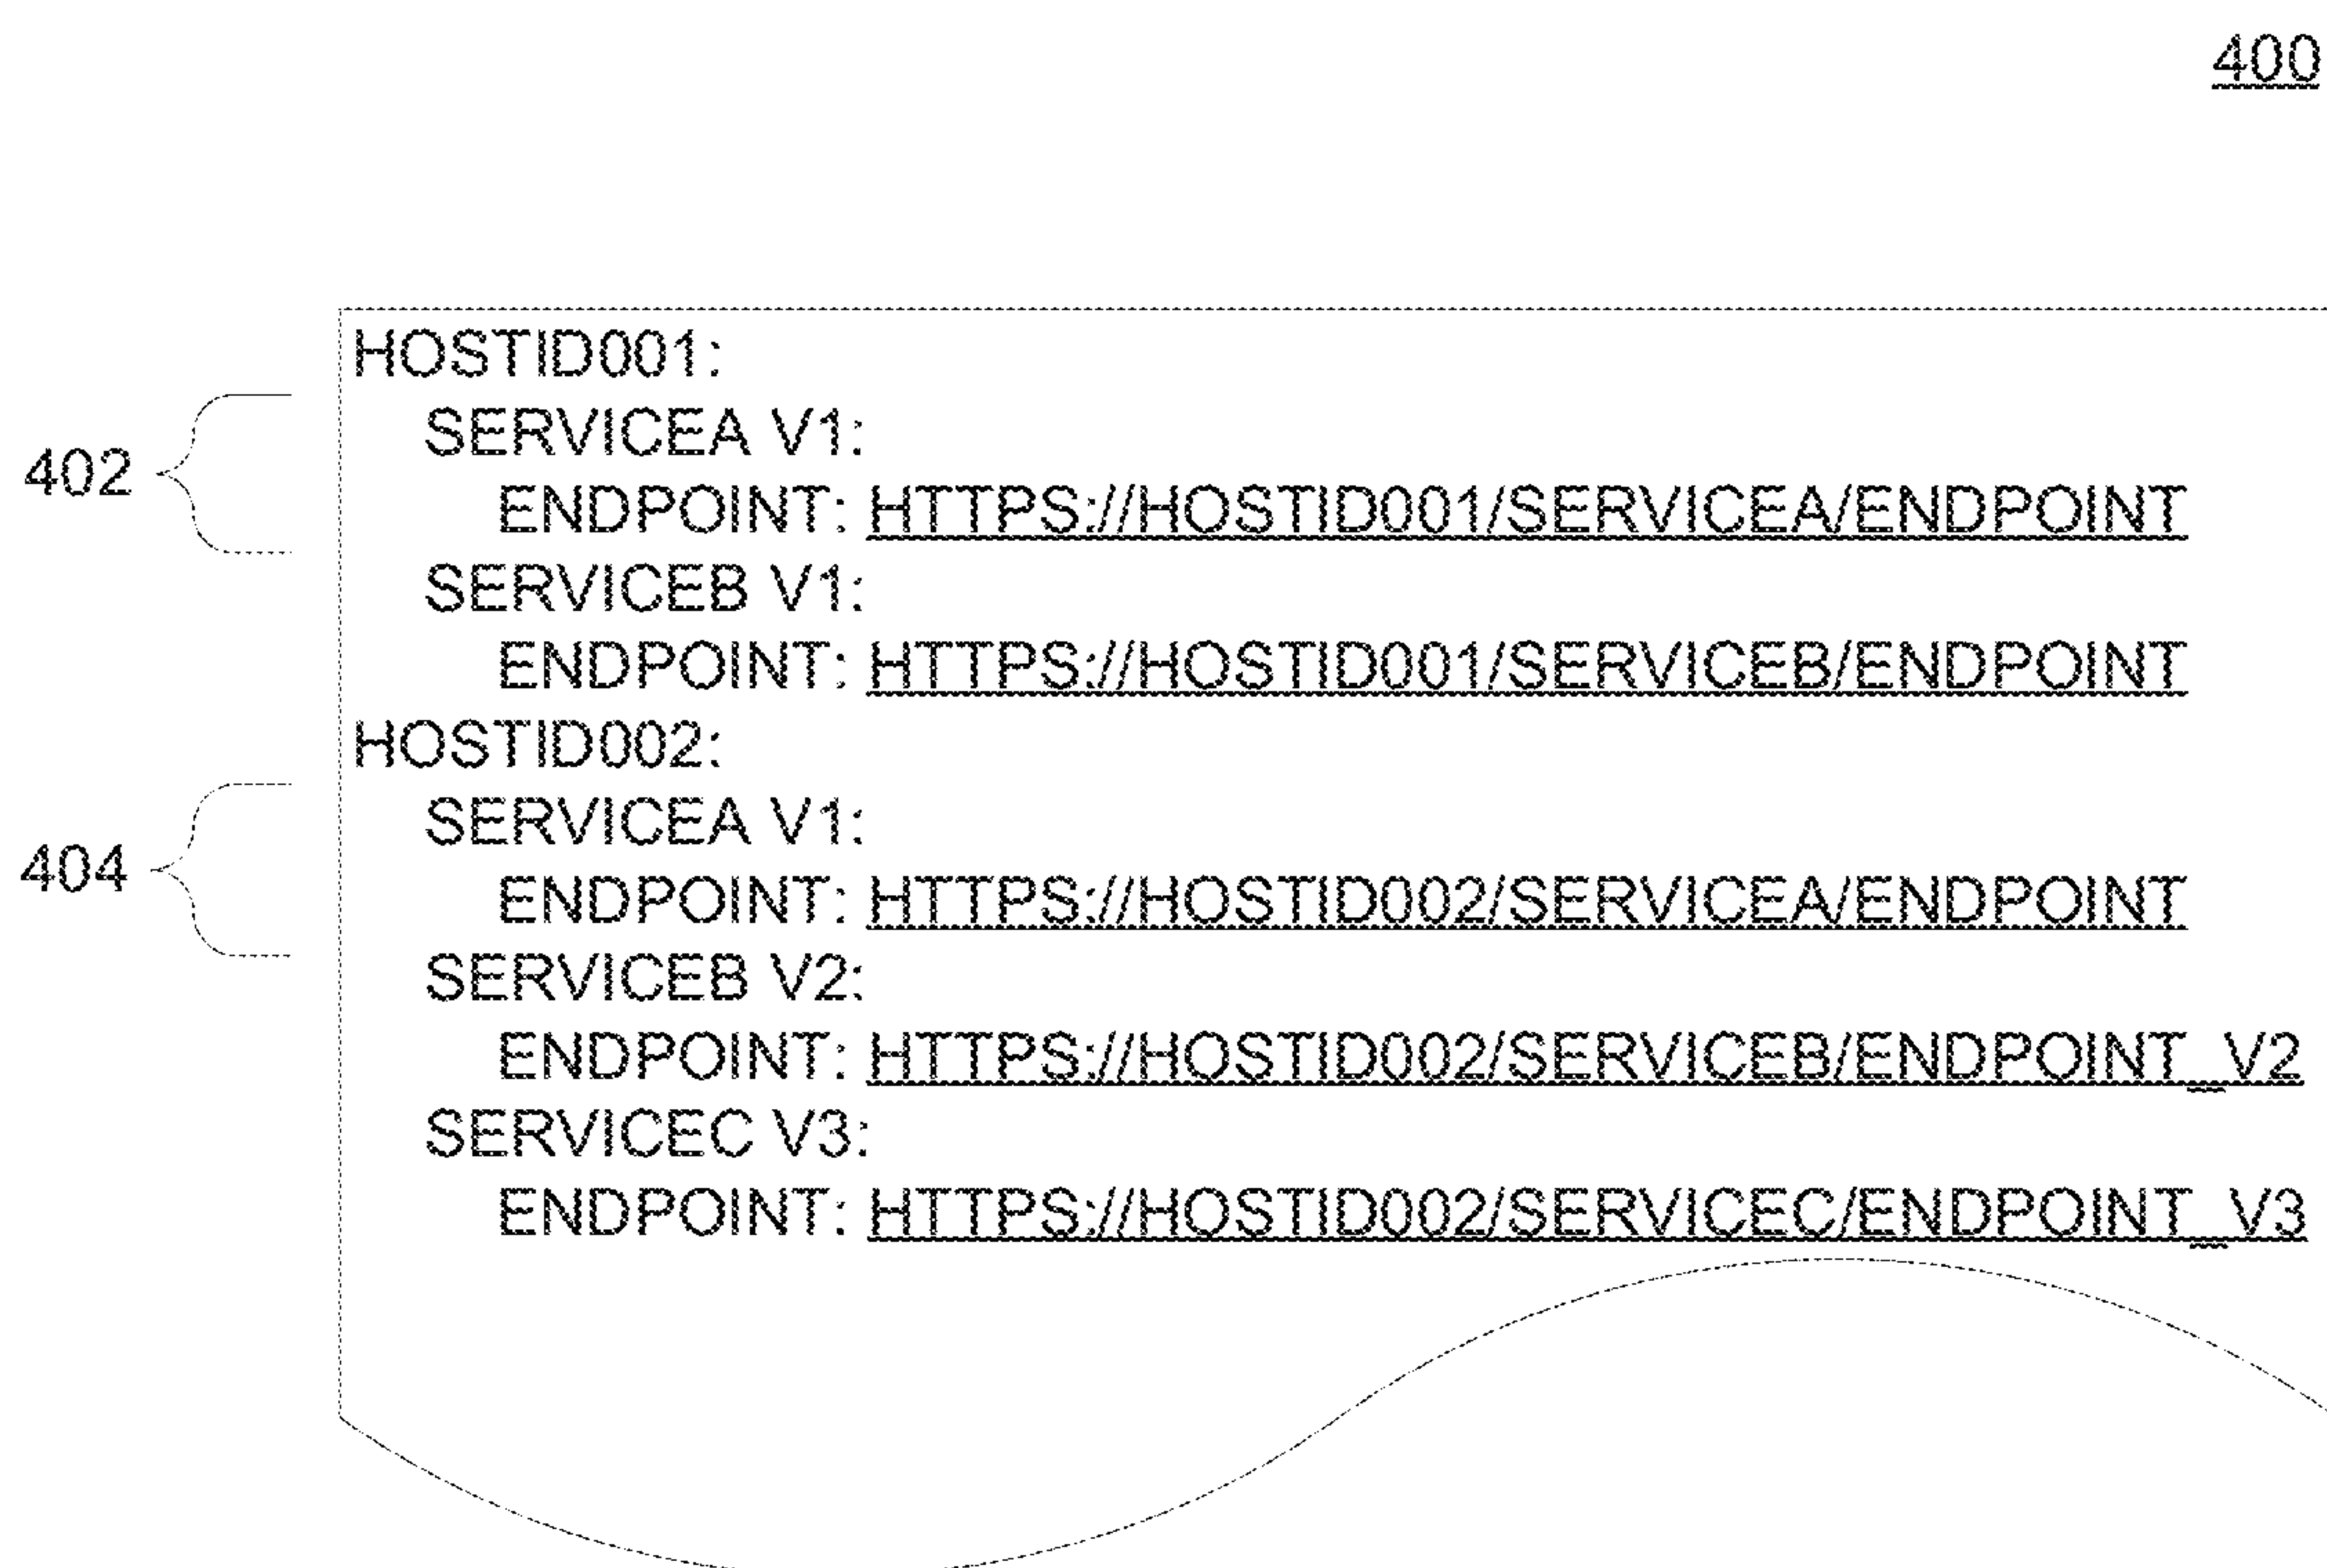 400
HOSTID001:
402
SERVICEA V1:
ENDPOINT: HTTPS://HOSTID001/SERVICEA/ENDPOINT
SERVICEB V1:
ENDPOINT: HTTPS://HOSTID001/SERVICEB/ENDPOINT
HOSTID002:
404
SERVICEA V1:
ENDPOINT: HTTPS://HOSTID002/SERVICEA/ENDPOINT
SERVICEB V2:
ENDPOINT: HTTPS://HOSTID002/SERVICEB/ENDPOINT_V2
SERVICEC V3:
ENDPOINT: HTTPS://HOSTID002/SERVICEC/ENDPOINT_V3